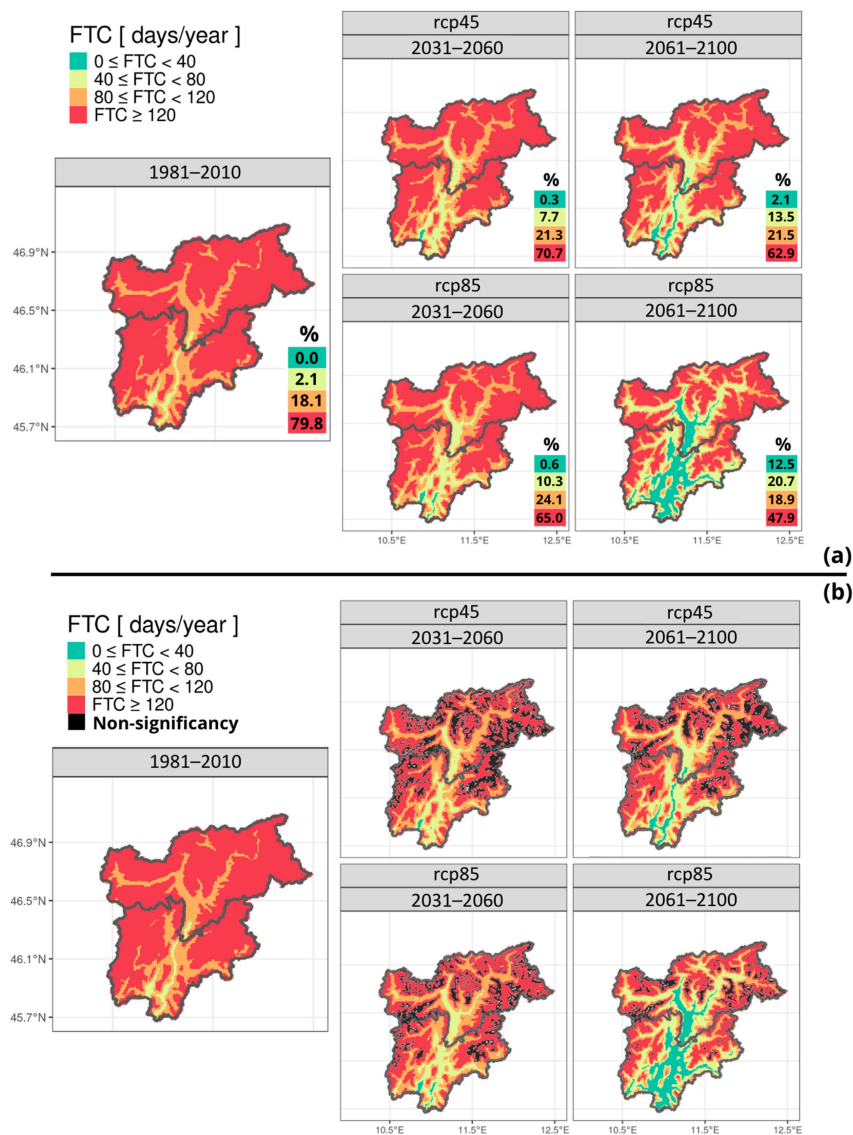 FTC [ days/year ]
0 ≤ FTC < 40
40 ≤ FTC < 80
80 ≤ FTC < 120
FTC ≥ 120
1981–2010
46.9°N
46.5°N
46.1°N
45.7°N
%
0.0
2.1
18.1
79.8
rcp45
2031–2060
%
0.3
7.7
21.3
70.7
rcp45
2061–2100
%
2.1
13.5
21.5
62.9
rcp85
2031–2060
%
0.6
10.3
24.1
65.0
10.5°E 11.5°E 12.5°E
rcp85
2061–2100
%
12.5
20.7
18.9
47.9
10.5°E 11.5°E 12.5°E
(a)
(b)
FTC [ days/year ]
0 ≤ FTC < 40
40 ≤ FTC < 80
80 ≤ FTC < 120
FTC ≥ 120
Non-significancy
1981–2010
46.9°N
46.5°N
46.1°N
45.7°N
rcp45
2031–2060
rcp45
2061–2100
rcp85
2031–2060
10.5°E 11.5°E 12.5°E
rcp85
2061–2100
10.5°E 11.5°E 12.5°E